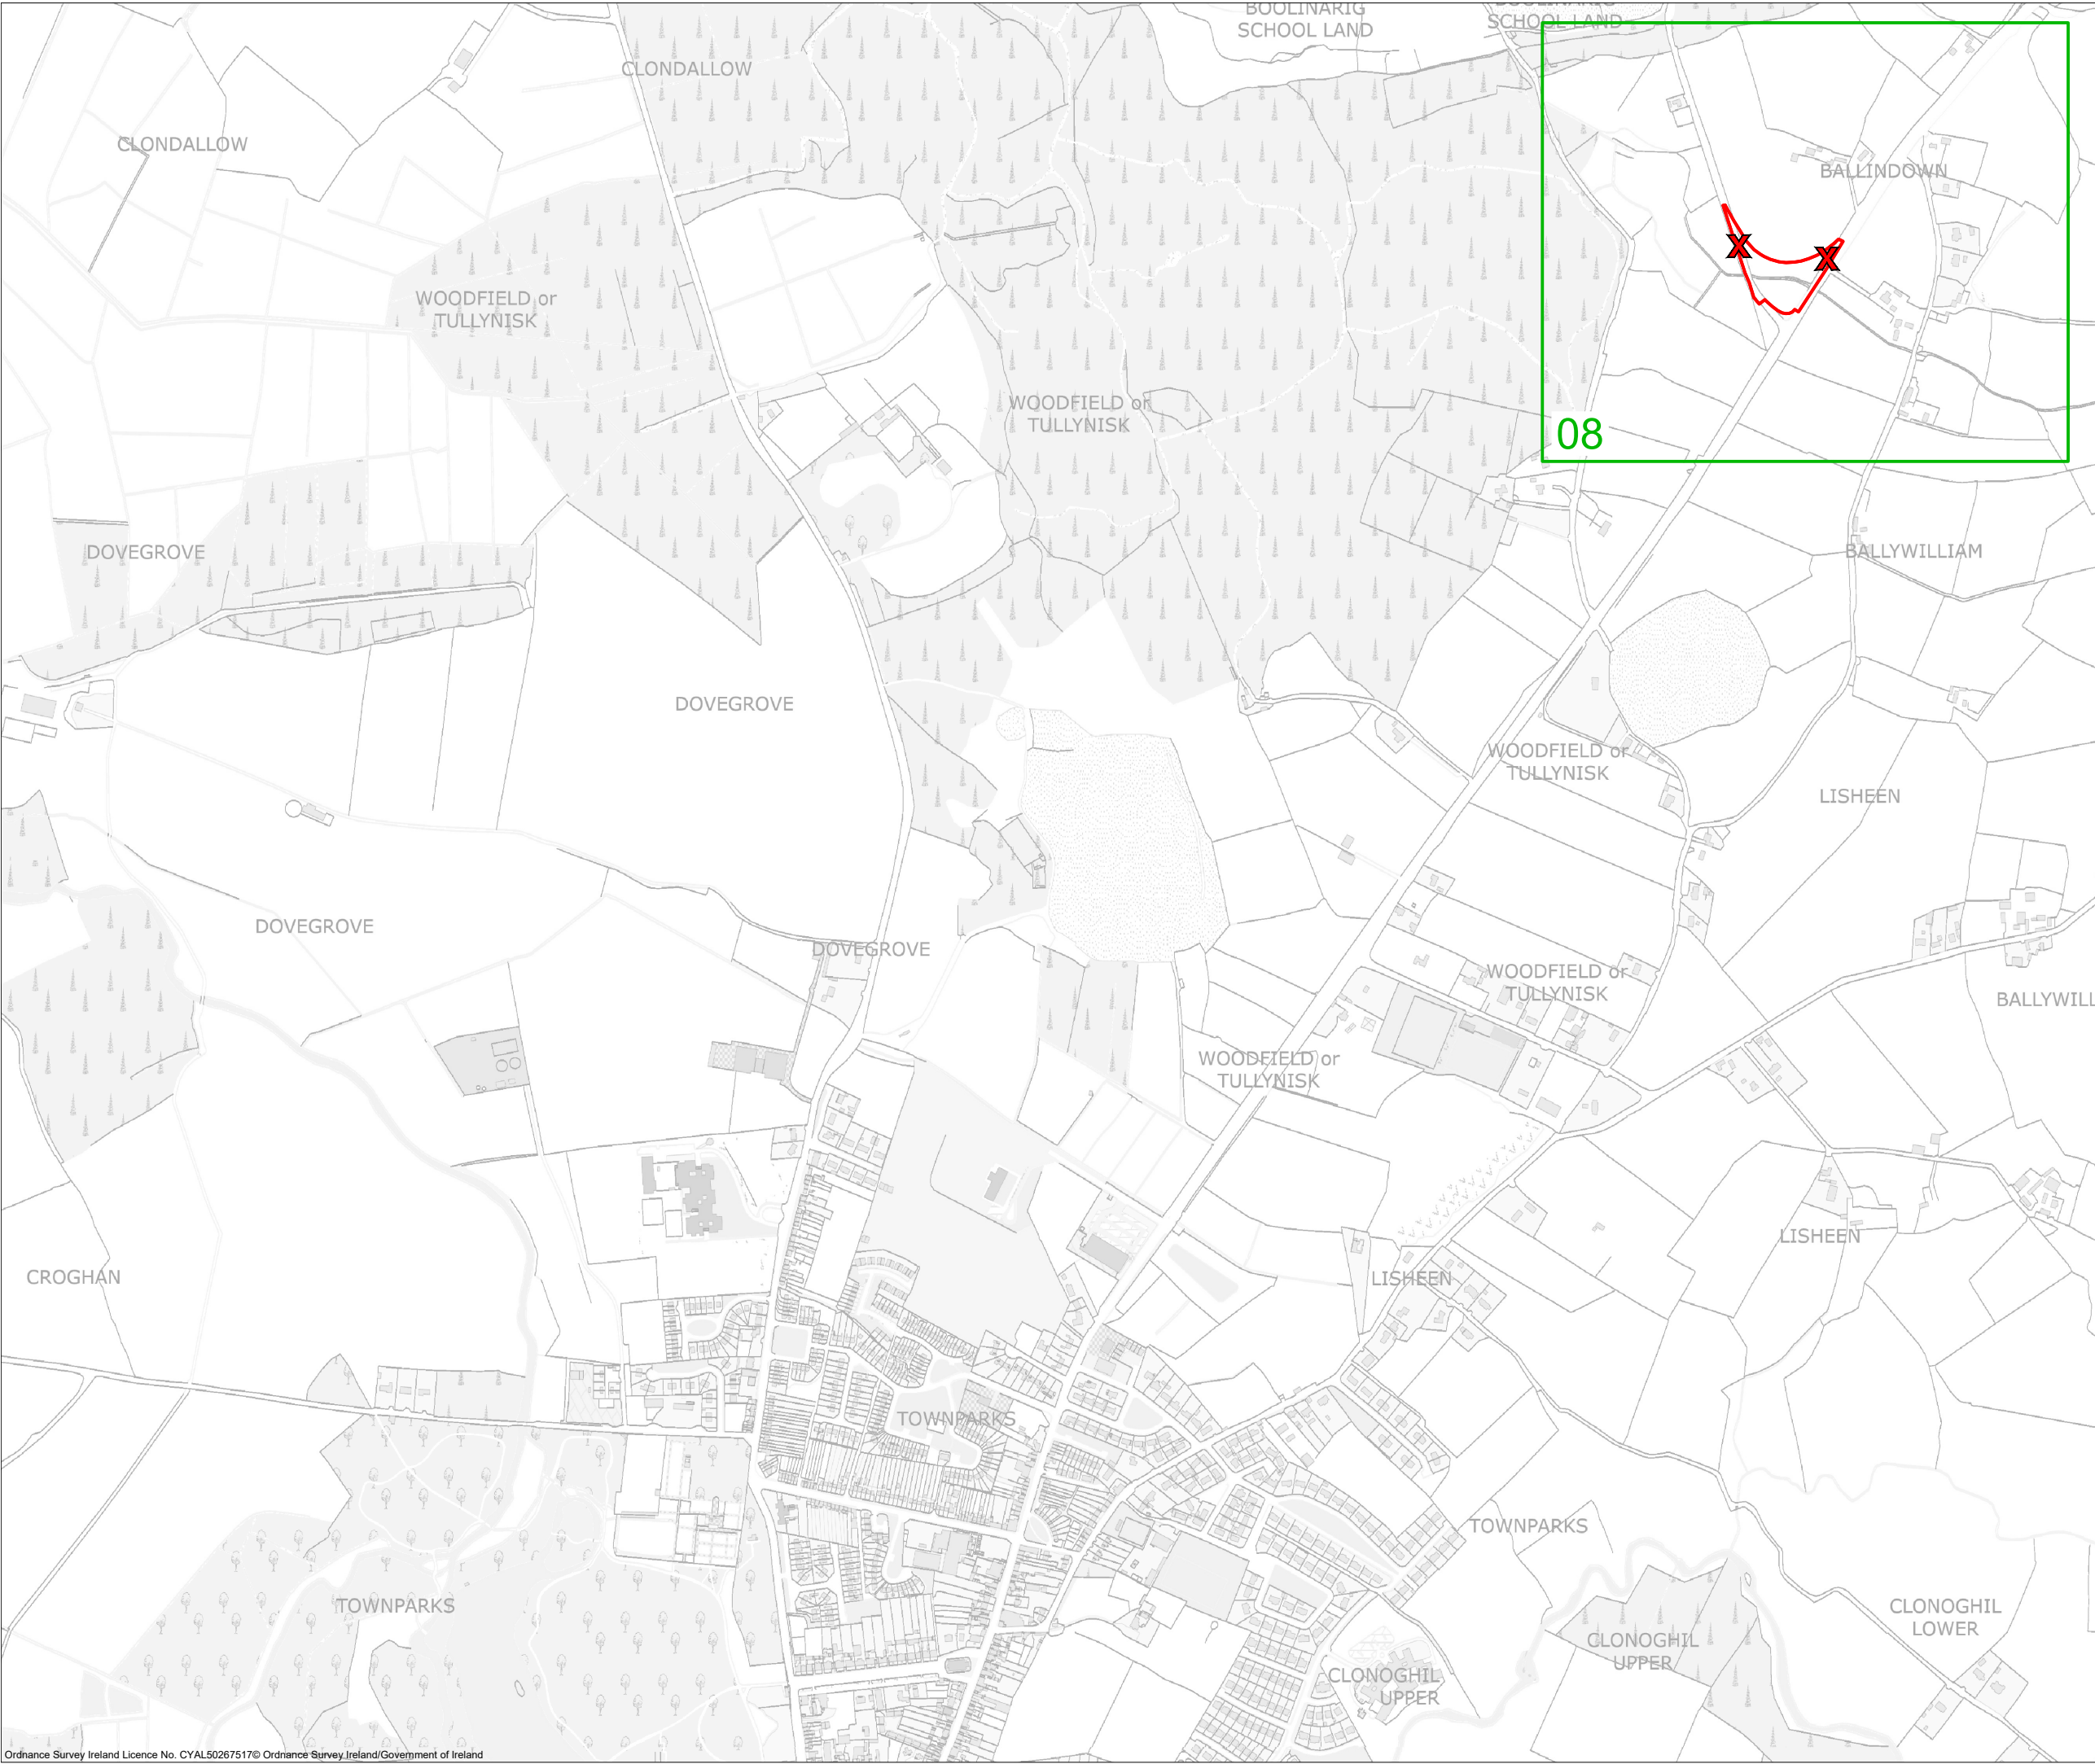 BOOLINARIG
SCHOOL LAND
SCHOOL LAND
CLONDALLOW
CLONDALLOW
BALLINDOWN
X
X
WOODFIELD or
TULLYNISK
WOODFIELD or
TULLYNISK
08
DOVEGROVE
BALLYWILLIAM
DOVEGROVE
WOODFIELD or
TULLYNISK
LISHEEN
DOVEGROVE
DOVEGROVE
WOODFIELD or
TULLYNISK
BALLYWILL
WOODFIELD or
TULLYNISK
LISHEEN
CROGHAN
LISHEEN
TOWNPARKS
TOWNPARKS
TOWNPARKS
CLONOGHIL
LOWER
CLONOGHIL
UPPER
CLONOGHIL
UPPER
Ordnance Survey Ireland Licence No. CYAL50267517© Ordnance Survey Ireland/Government of Ireland